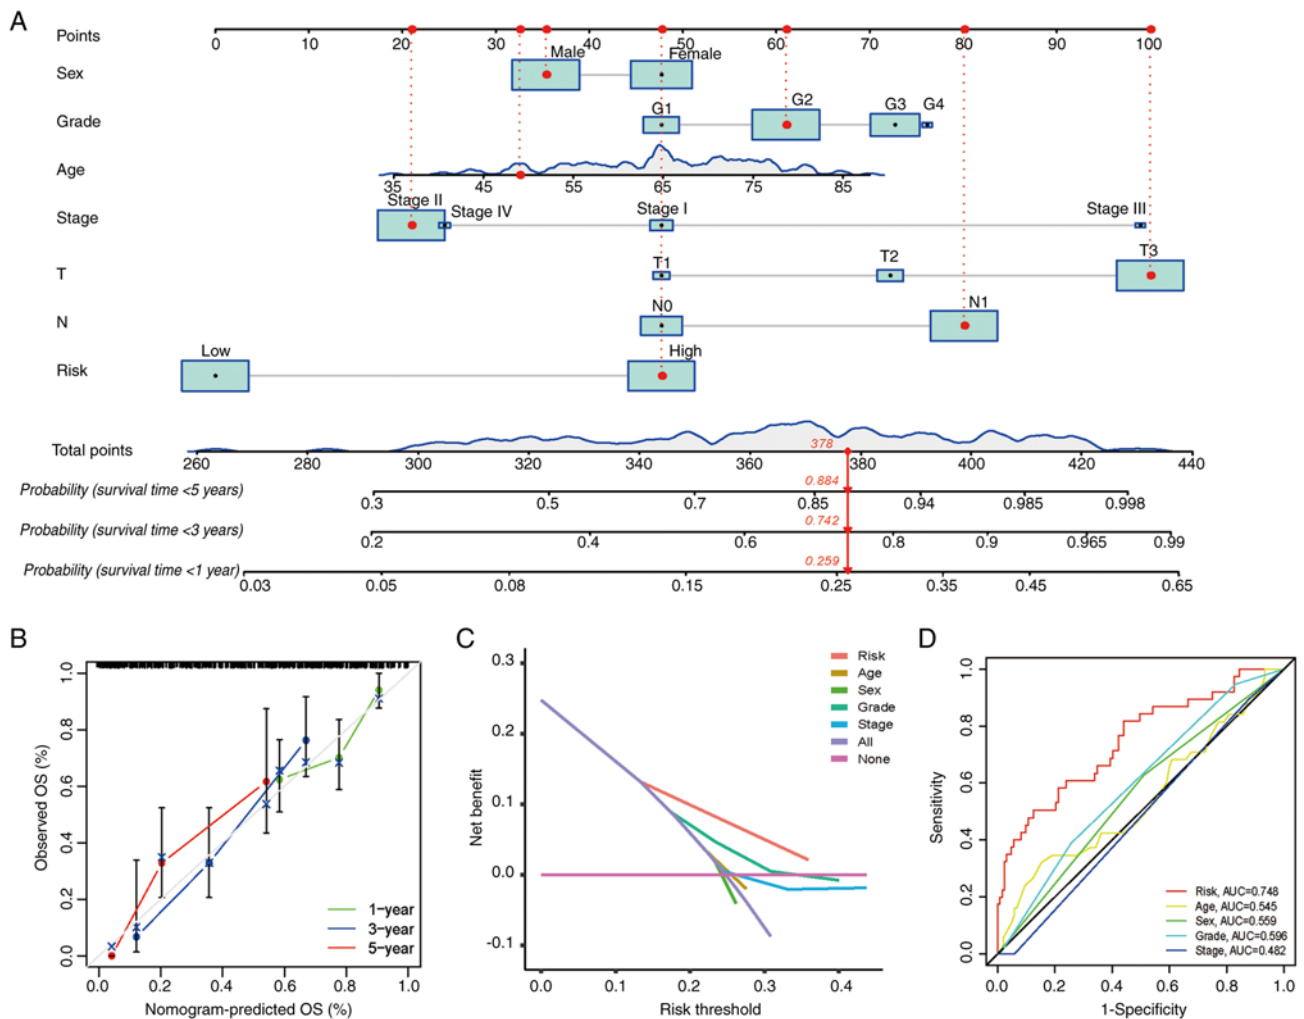 A
Points
0 10 20 30 40 50 60 70 80 90 100
Sex
Male Female
Grade
G1 G2 G3 G4
Age
35 45 55 65 75 85
Stage
Stage II Stage IV Stage I Stage III
T
T1 T2 T3
N
N0 N1
Risk
Low High
Total points
378
260 280 300 320 340 360 380 400 420 440
Probability (survival time <5 years)
0.884
0.3 0.5 0.7 0.85 0.94 0.985 0.998
Probability (survival time <3 years)
0.742
0.2 0.4 0.6 0.8 0.9 0.965 0.99
Probability (survival time <1 year)
0.259
0.03 0.05 0.08 0.15 0.25 0.35 0.45 0.65
B
Observed OS (%)
1.0
0.8
0.6
0.4
0.2
0.0
1-year
3-year
5-year
0.0 0.2 0.4 0.6 0.8 1.0
Nomogram-predicted OS (%)
C
Net benefit
0.3
0.2
0.1
0.0
-0.1
Risk
Age
Sex
Grade
Stage
All
None
0.0 0.1 0.2 0.3 0.4
Risk threshold
D
Sensitivity
1.0
0.8
0.6
0.4
0.2
0.0
Risk, AUC=0.748
Age, AUC=0.545
Sex, AUC=0.559
Grade, AUC=0.596
Stage, AUC=0.482
0.0 0.2 0.4 0.6 0.8 1.0
1-Specificity